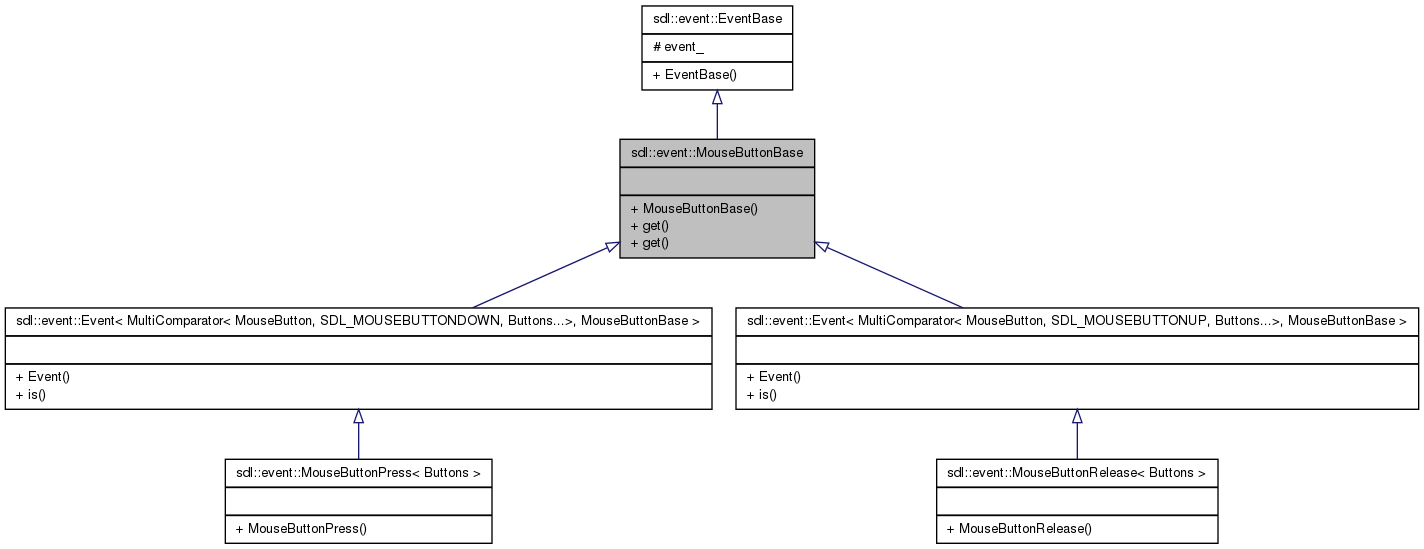 sdl::event::EventBase
# event_
+ EventBase()
sdl::event::MouseButtonBase
+ MouseButtonBase()
+ get()
+ get()
sdl::event::Event< MultiComparator< MouseButton, SDL_MOUSEBUTTONDOWN, Buttons...>, MouseButtonBase >
+ Event()
+ is()
sdl::event::Event< MultiComparator< MouseButton, SDL_MOUSEBUTTONUP, Buttons...>, MouseButtonBase >
+ Event()
+ is()
sdl::event::MouseButtonPress< Buttons >
+ MouseButtonPress()
sdl::event::MouseButtonRelease< Buttons >
+ MouseButtonRelease()